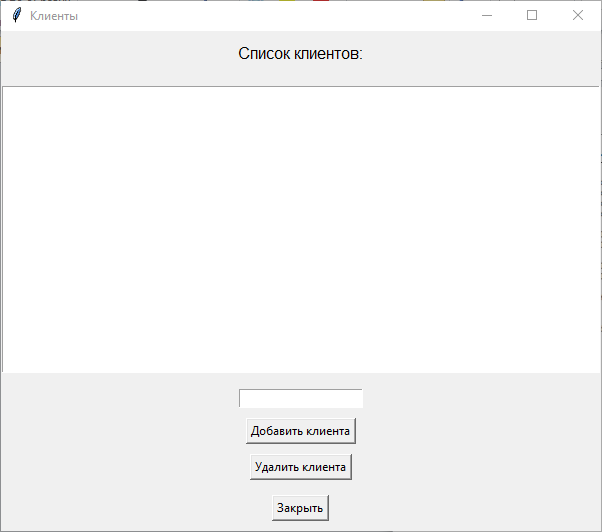 Клиенты
Список клиентов:
Добавить клиента
Удалить клиента
Закрыть